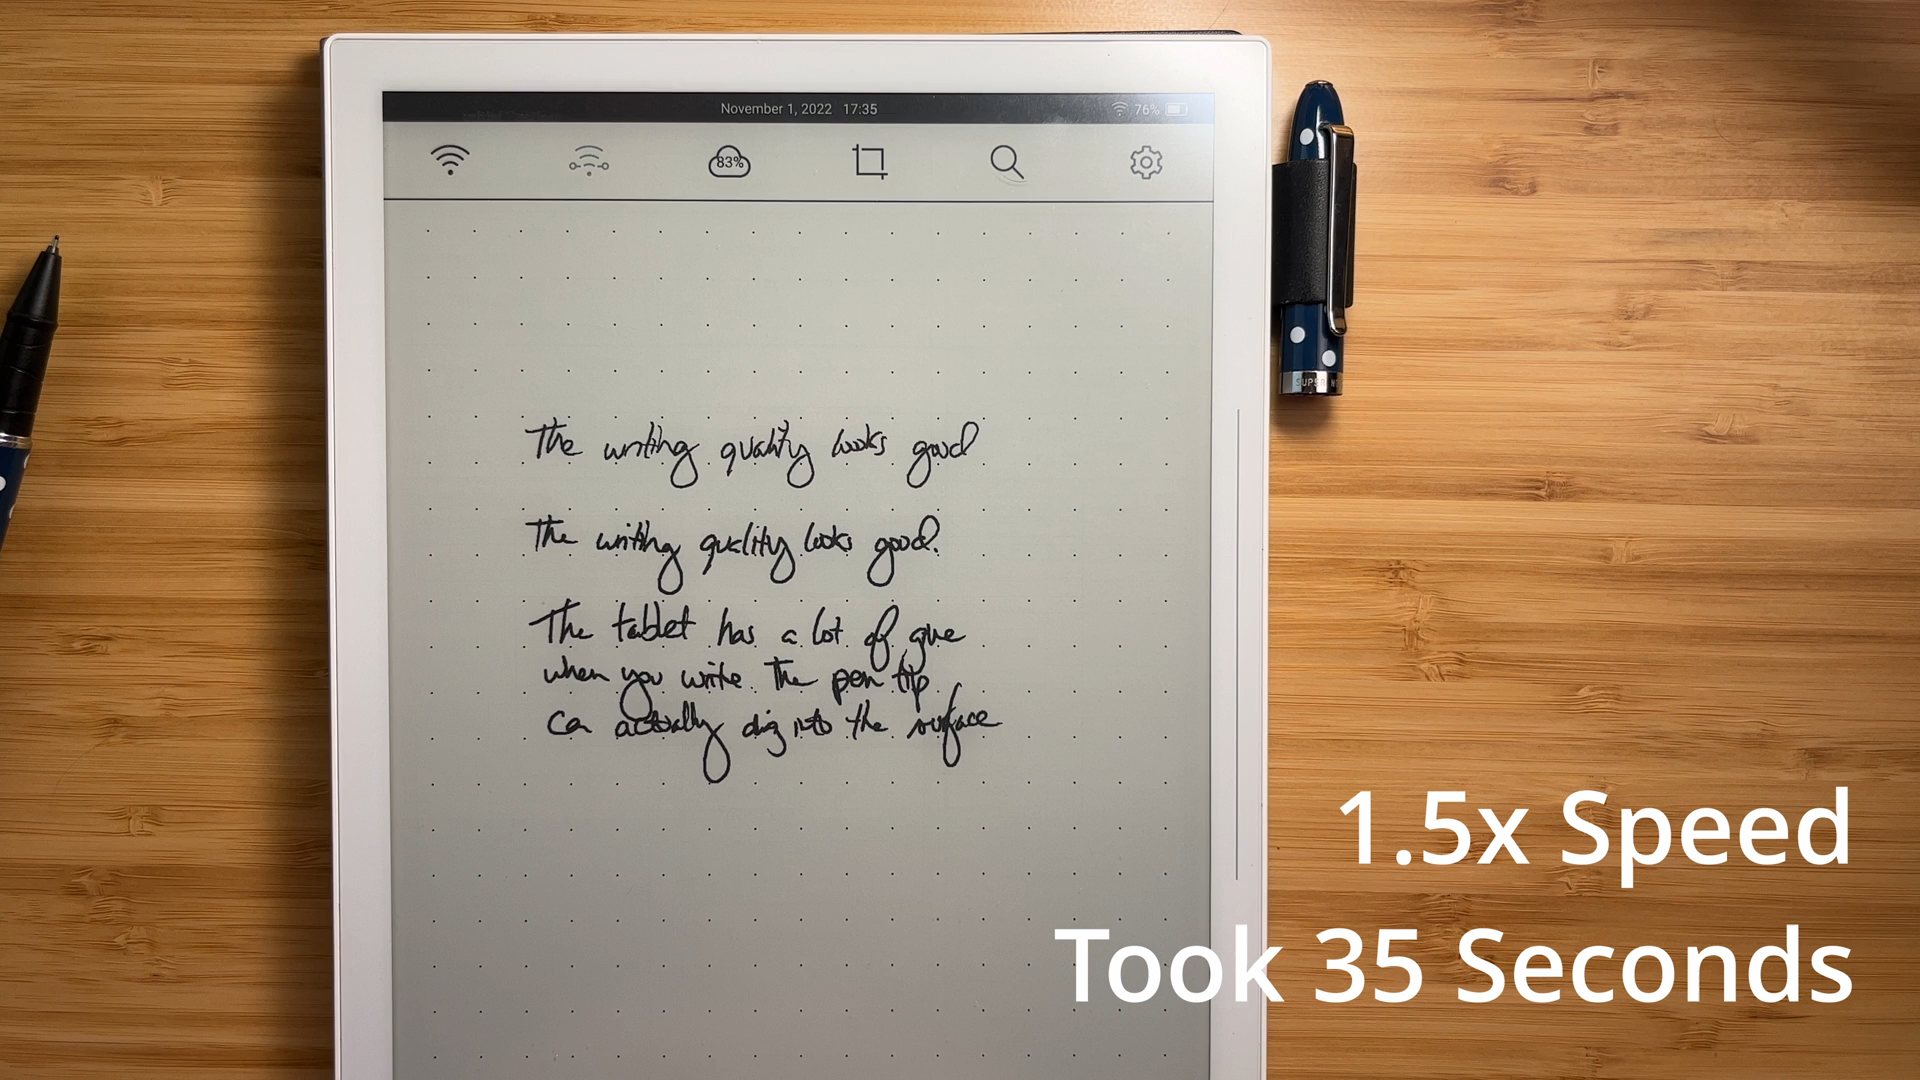 November 1, 2022 17:35 76%
83%
The writing quality looks good
The writing quality looks good.
The tablet has a lot of give
when you write. The pen tip
can actually dig into the surface
SUPER
1.5x Speed
Took 35 Seconds